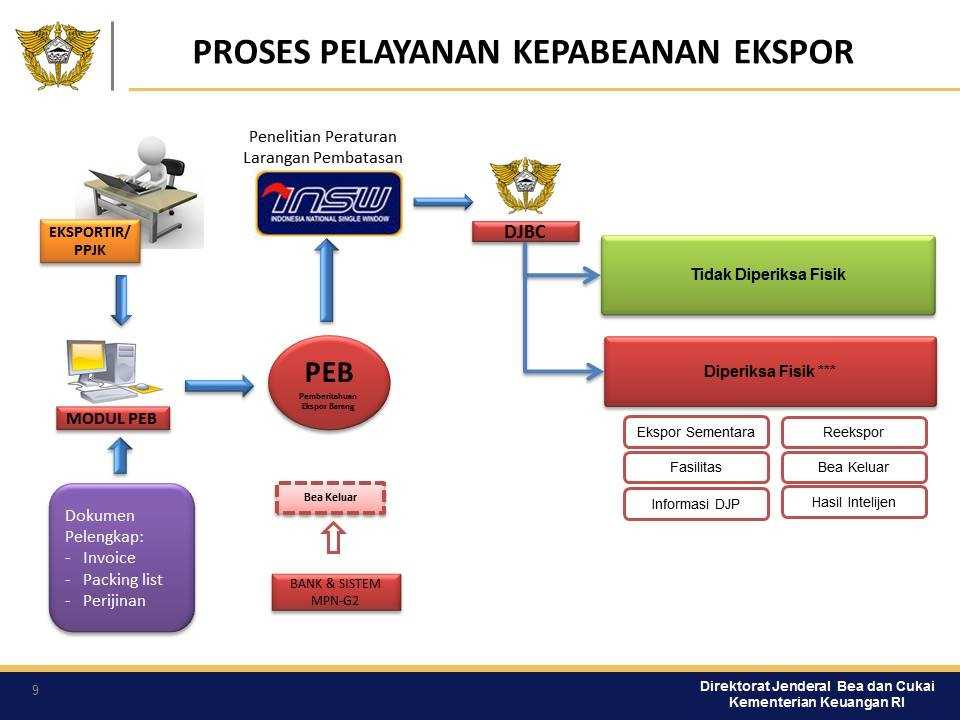 PROSES PELAYANAN KEPABEANAN EKSPOR
Penelitian Peraturan
Larangan Pembatasan
INSW
INDONESIA NATIONAL SINGLE WINDOW
EKSPORTIR/
PPJK
DJBC
Tidak Diperiksa Fisik
Diperiksa Fisik ***
MODUL PEB
PEB
Pemberitahuan
Ekspor Barang
Ekspor Sementara
Reekspor
Fasilitas
Bea Keluar
Informasi DJP
Hasil Intelijen
Dokumen
Pelengkap:
- Invoice
- Packing list
- Perijinan
Bea Keluar
BANK & SISTEM
MPN-G2
9
Direktorat Jenderal Bea dan Cukai
Kementerian Keuangan RI